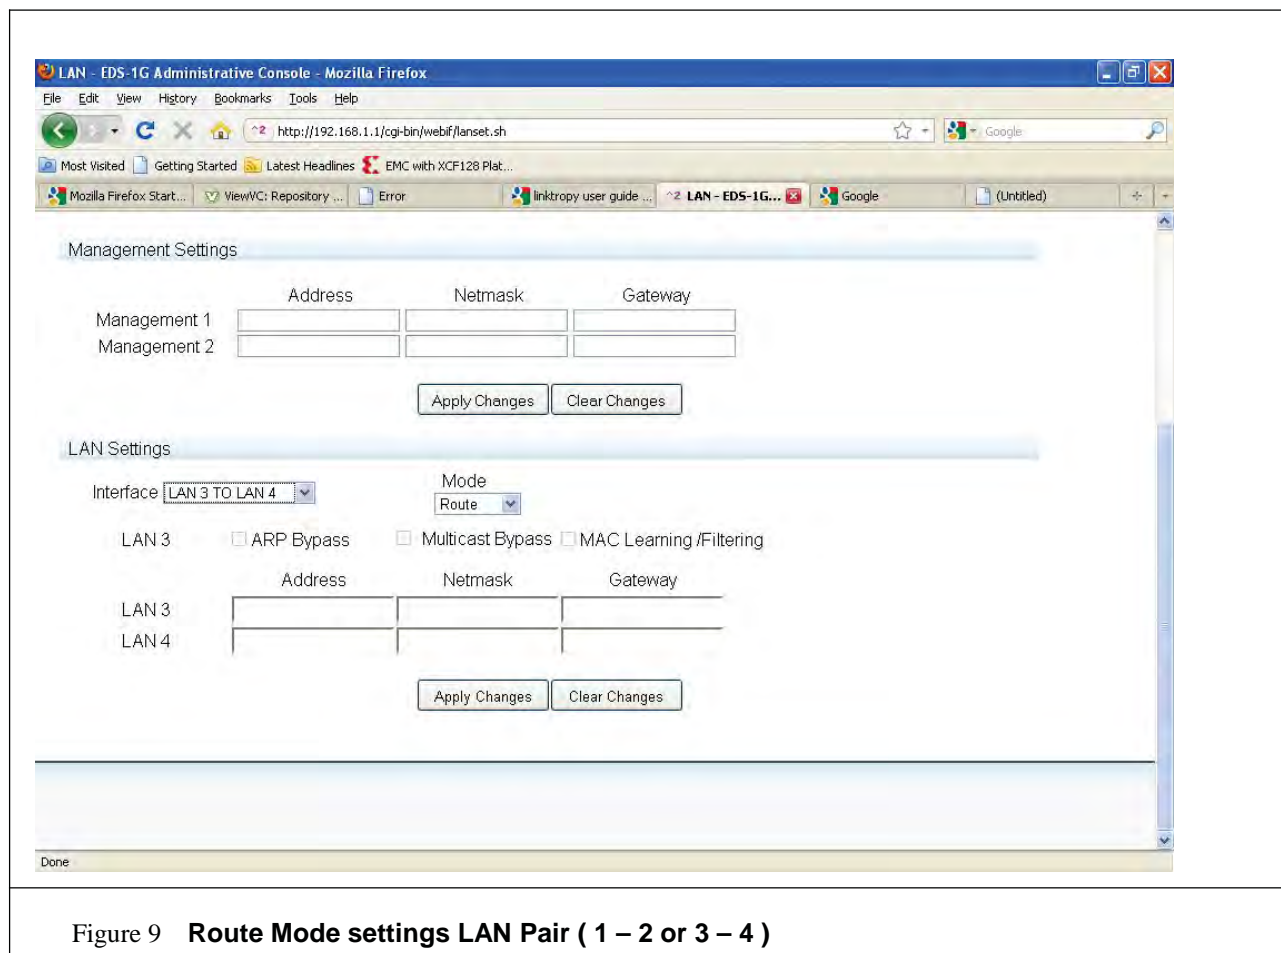 LAN - EDS-1G Administrative Console - Mozilla Firefox
File Edit View History Bookmarks Tools Help
^2 http://192.168.1.1/cgi-bin/webif/lanset.sh Google
Most Visited Getting Started Latest Headlines EMC with XCF128 Plat...
Mozilla Firefox Start... ViewVC: Repository ... Error linktropy user guide ... ^2 LAN - EDS-1G... Google (Untitled)
Management Settings
Address Netmask Gateway
Management 1
Management 2
Apply Changes Clear Changes
LAN Settings
Mode
Interface LAN 3 TO LAN 4 Route
LAN 3 ARP Bypass Multicast Bypass MAC Learning /Filtering
Address Netmask Gateway
LAN 3
LAN 4
Apply Changes Clear Changes
Done
Figure 9 Route Mode settings LAN Pair ( 1 – 2 or 3 – 4 )